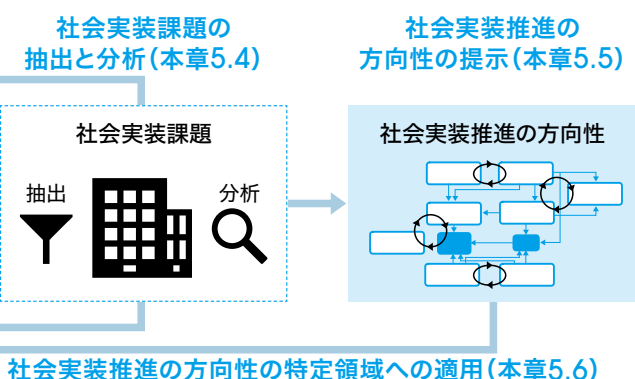 社会実装課題の
抽出と分析（本章5.4）
社会実装推進の
方向性の提示（本章5.5）
社会実装課題
抽出
分析
社会実装推進の方向性
社会実装推進の方向性の特定領域への適用（本章5.6）